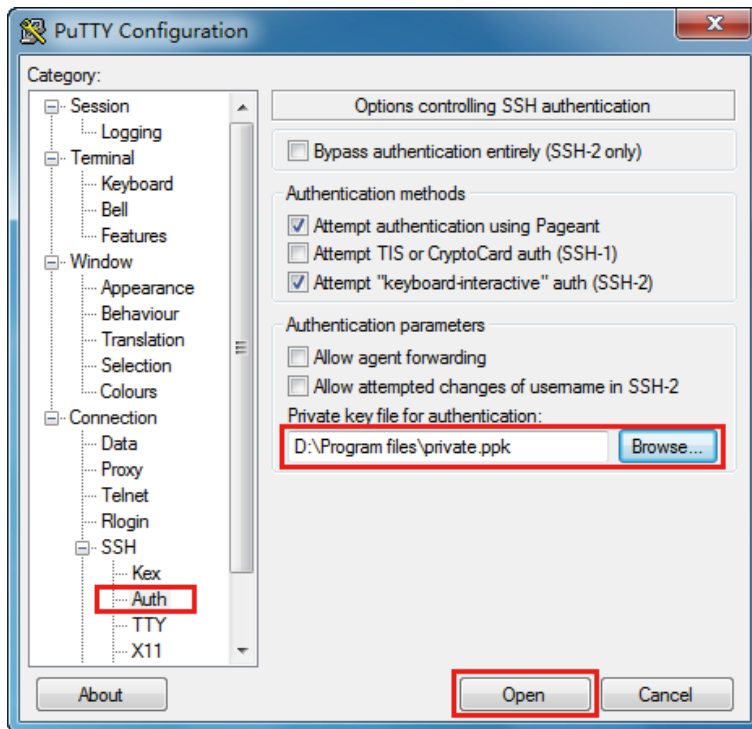 PuTTY Configuration
Category:
Session
Logging
Terminal
Keyboard
Bell
Features
Window
Appearance
Behaviour
Translation
Selection
Colours
Connection
Data
Proxy
Telnet
Rlogin
SSH
Kex
Auth
TTY
X11
Options controlling SSH authentication
Bypass authentication entirely (SSH-2 only)
Authentication methods
Attempt authentication using Pageant
Attempt TIS or CryptoCard auth (SSH-1)
Attempt "keyboard-interactive" auth (SSH-2)
Authentication parameters
Allow agent forwarding
Allow attempted changes of username in SSH-2
Private key file for authentication:
D:\Program files\private.ppk
Browse...
About
Open
Cancel